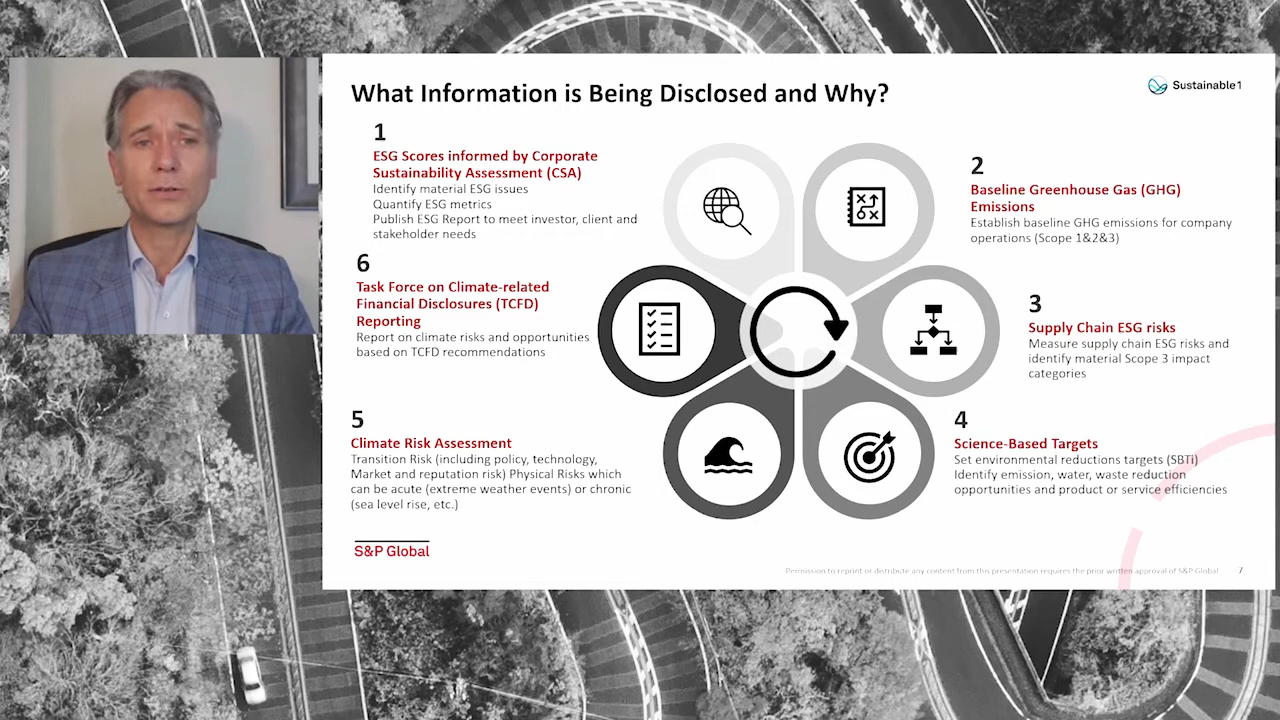 What Information is Being Disclosed and Why?
Sustainable1
1
ESG Scores informed by Corporate
Sustainability Assessment (CSA)
Identify material ESG issues
Quantify ESG metrics
Publish ESG Report to meet investor, client and
stakeholder needs
2
Baseline Greenhouse Gas (GHG)
Emissions
Establish baseline GHG emissions for company
operations (Scope 1&2&3)
3
Supply Chain ESG risks
Measure supply chain ESG risks and
identify material Scope 3 impact
categories
4
Science-Based Targets
Set environmental reductions targets (SBTi)
Identify emission, water, waste reduction
opportunities and product or service efficiencies
5
Climate Risk Assessment
Transition Risk (including policy, technology,
Market and reputation risk) Physical Risks which
can be acute (extreme weather events) or chronic
(sea level rise, etc.)
6
Task Force on Climate-related
Financial Disclosures (TCFD)
Reporting
Report on climate risks and opportunities
based on TCFD recommendations
S&P Global
Permission to reprint or distribute any content from this presentation requires the prior written approval of S&P Global
7